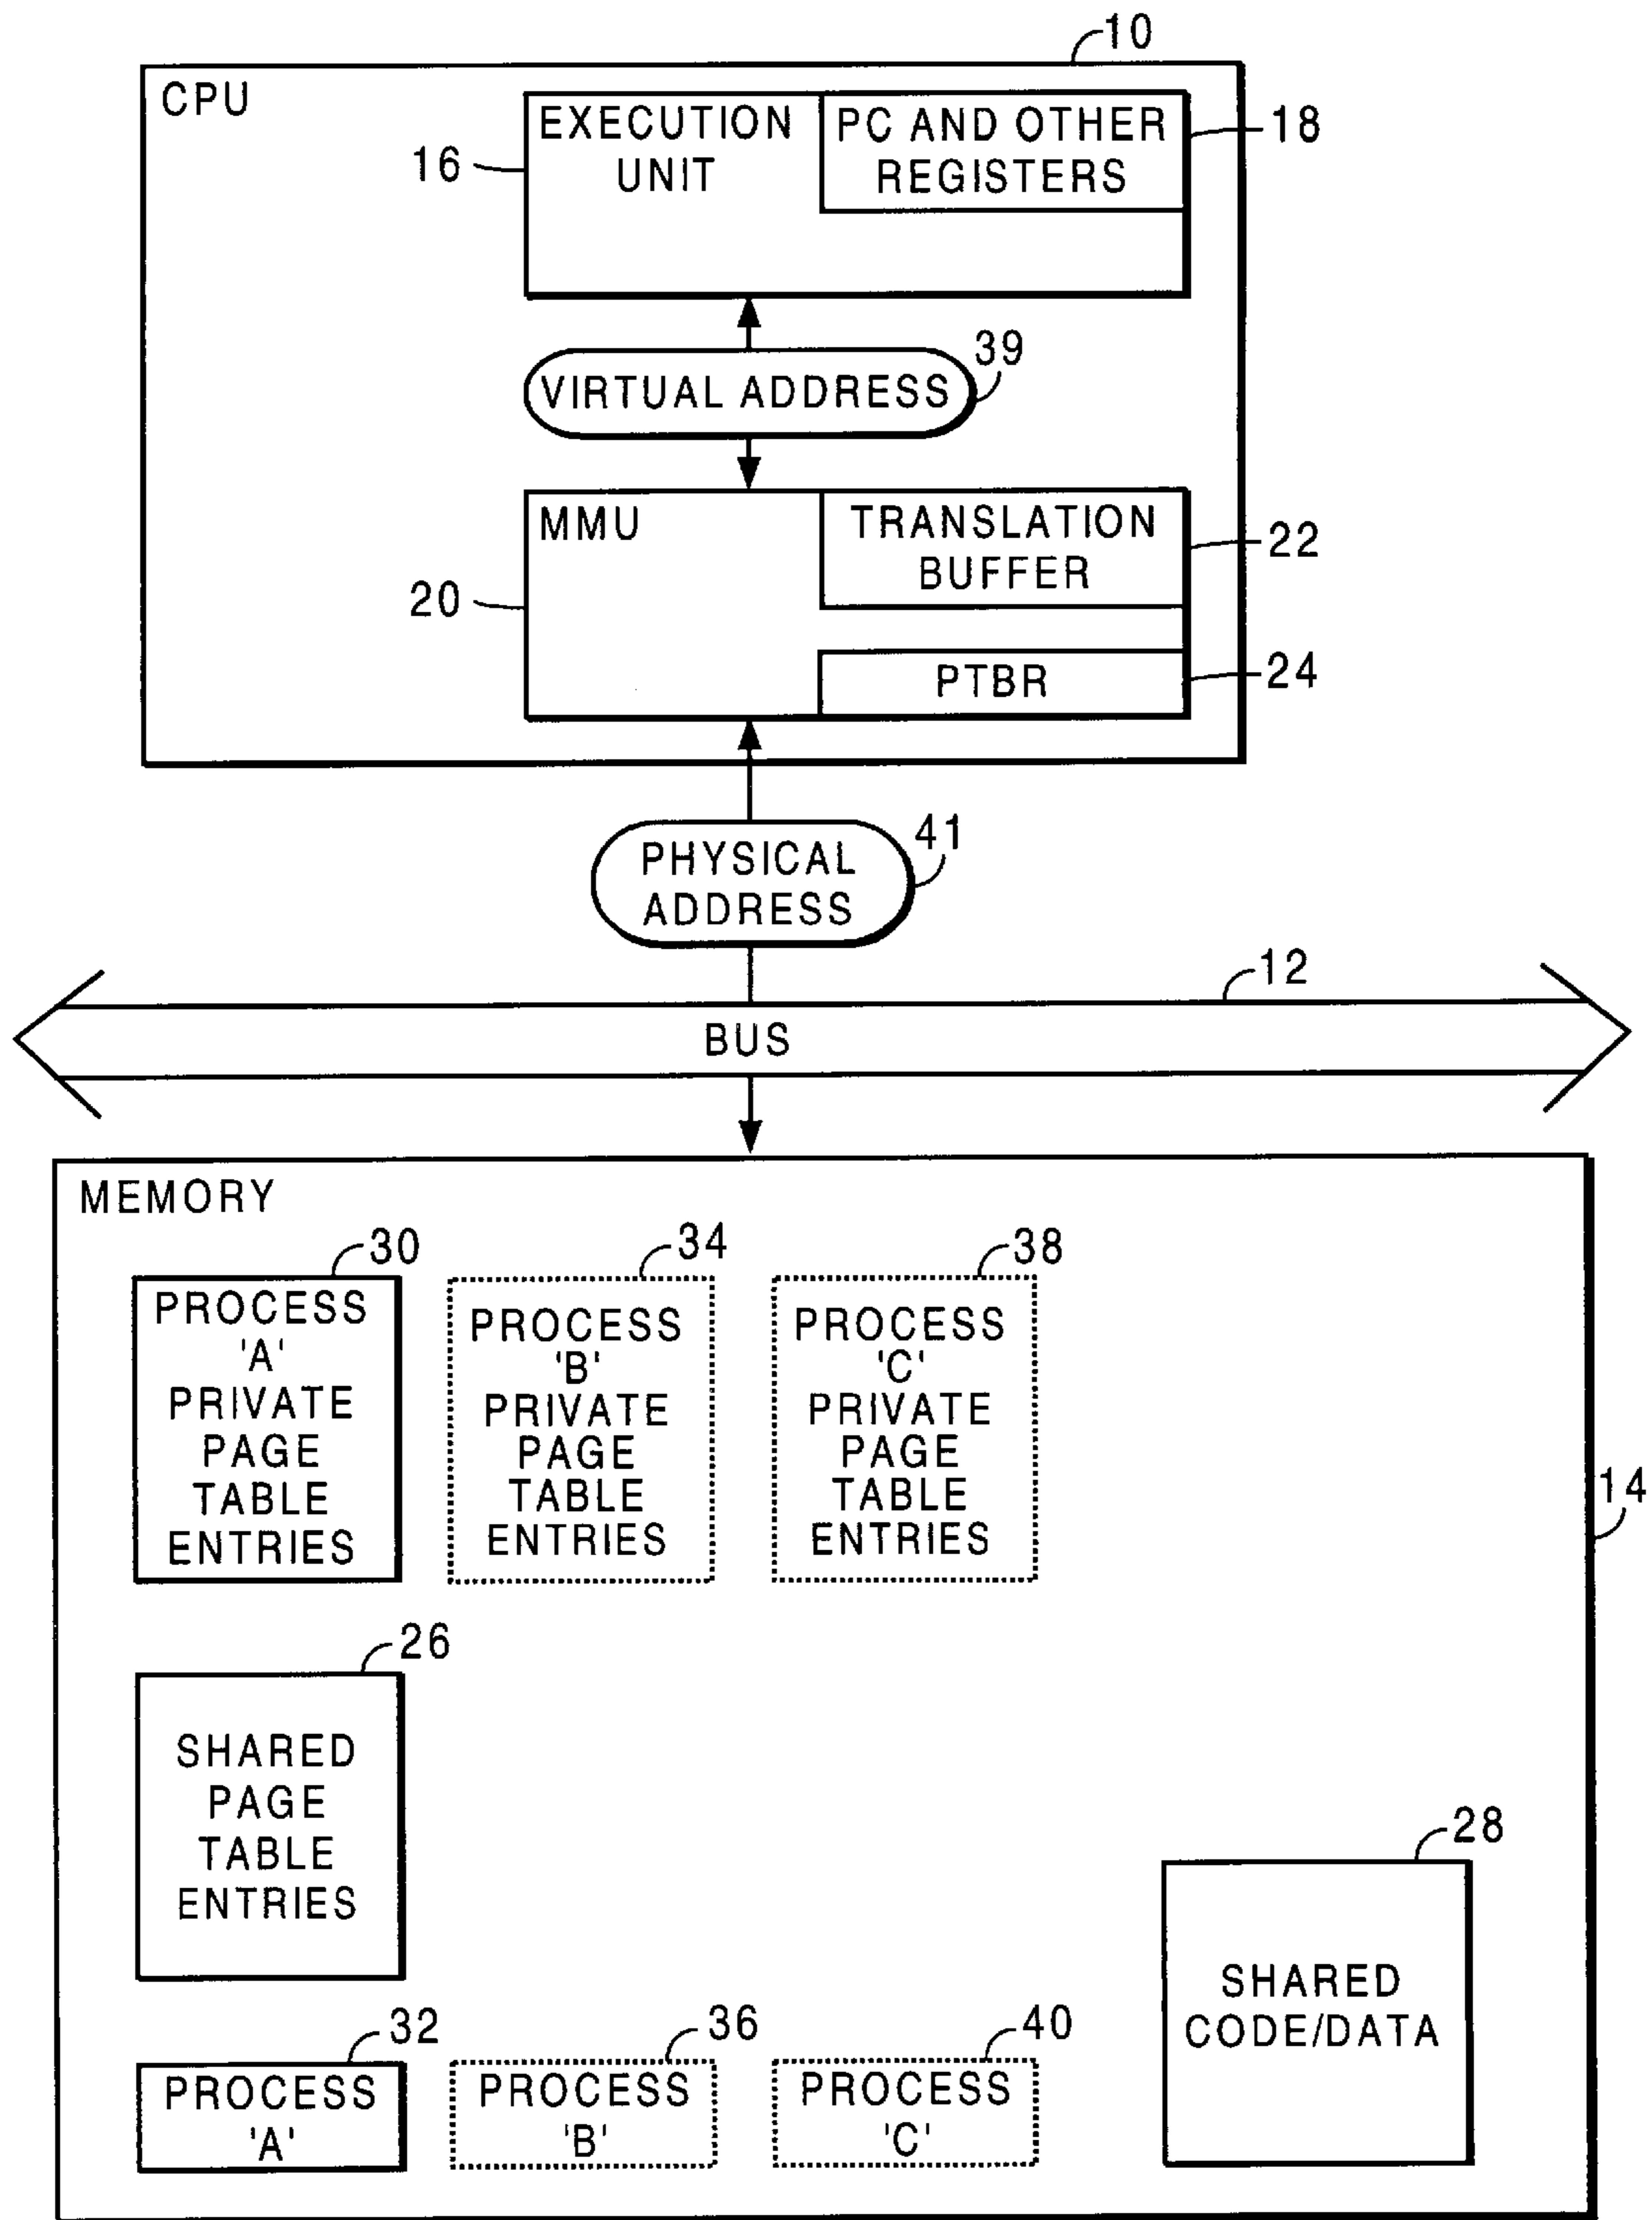 10
CPU
EXECUTION
UNIT
PC AND OTHER
REGISTERS
16
18
VIRTUAL ADDRESS
39
MMU
TRANSLATION
BUFFER
20
22
PTBR
24
PHYSICAL
ADDRESS
41
12
BUS
MEMORY
14
30
PROCESS
'A'
PRIVATE
PAGE
TABLE
ENTRIES
34
PROCESS
'B'
PRIVATE
PAGE
TABLE
ENTRIES
38
PROCESS
'C'
PRIVATE
PAGE
TABLE
ENTRIES
26
SHARED
PAGE
TABLE
ENTRIES
28
SHARED
CODE/DATA
32
PROCESS
'A'
36
PROCESS
'B'
40
PROCESS
'C'